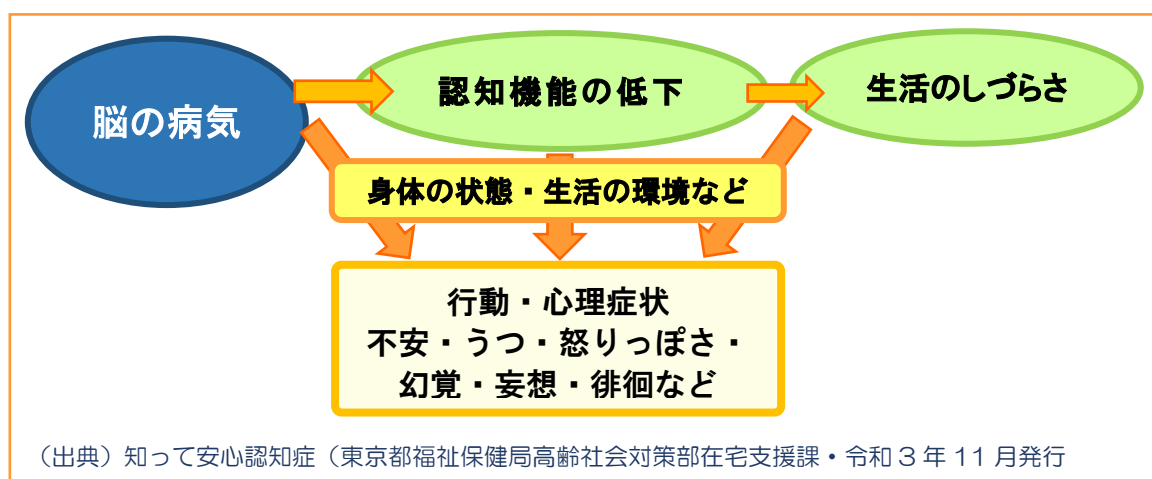 脳の病気
認知機能の低下
生活のしづらさ
身体の状態・生活の環境など
行動・心理症状
不安・うつ・怒りっぽさ・
幻覚・妄想・徘徊など
（出典）知って安心認知症（東京都福祉保健局高齢社会対策部在宅支援課・令和３年 11 月発行